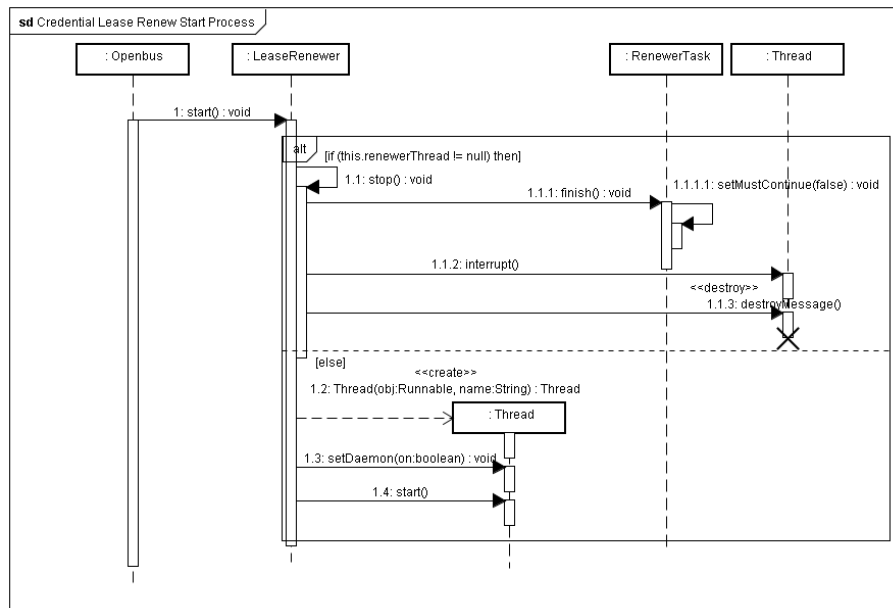 sd Credential Lease Renew Start Process
: Openbus
: LeaseRenewer
: RenewerTask
: Thread
1: start() : void
alt
[if (this.renewerThread != null) then]
1.1: stop() : void
1.1.1: finish() : void
1.1.1.1: setMustContinue(false) : void
1.1.2: interrupt()
<<destroy>>
1.1.3: destroyMessage()
[else]
<<create>>
1.2: Thread(obj:Runnable, name:String) : Thread
: Thread
1.3: setDaemon(on:boolean) : void
1.4: start()